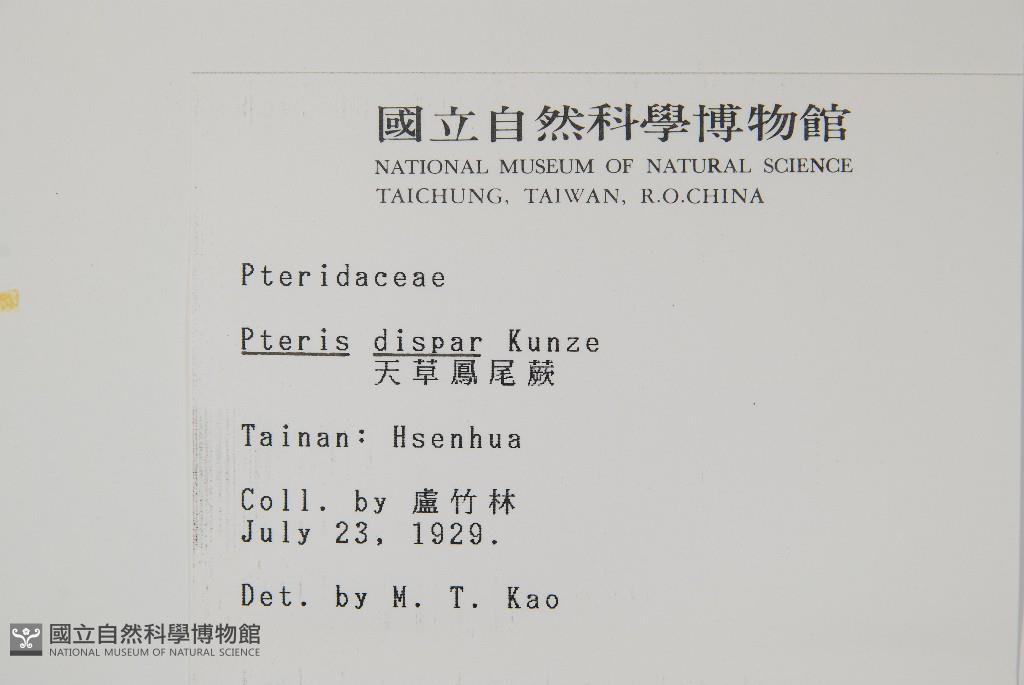 國立自然科學博物館
NATIONAL MUSEUM OF NATURAL SCIENCE
TAICHUNG, TAIWAN, R.O.CHINA
Pteridaceae
Pteris dispar Kunze
天草鳳尾蕨
Tainan: Hsenhua
Coll. by 盧竹林
July 23, 1929.
Det. by M. T. Kao
國立自然科學博物館
NATIONAL MUSEUM OF NATURAL SCIENCE